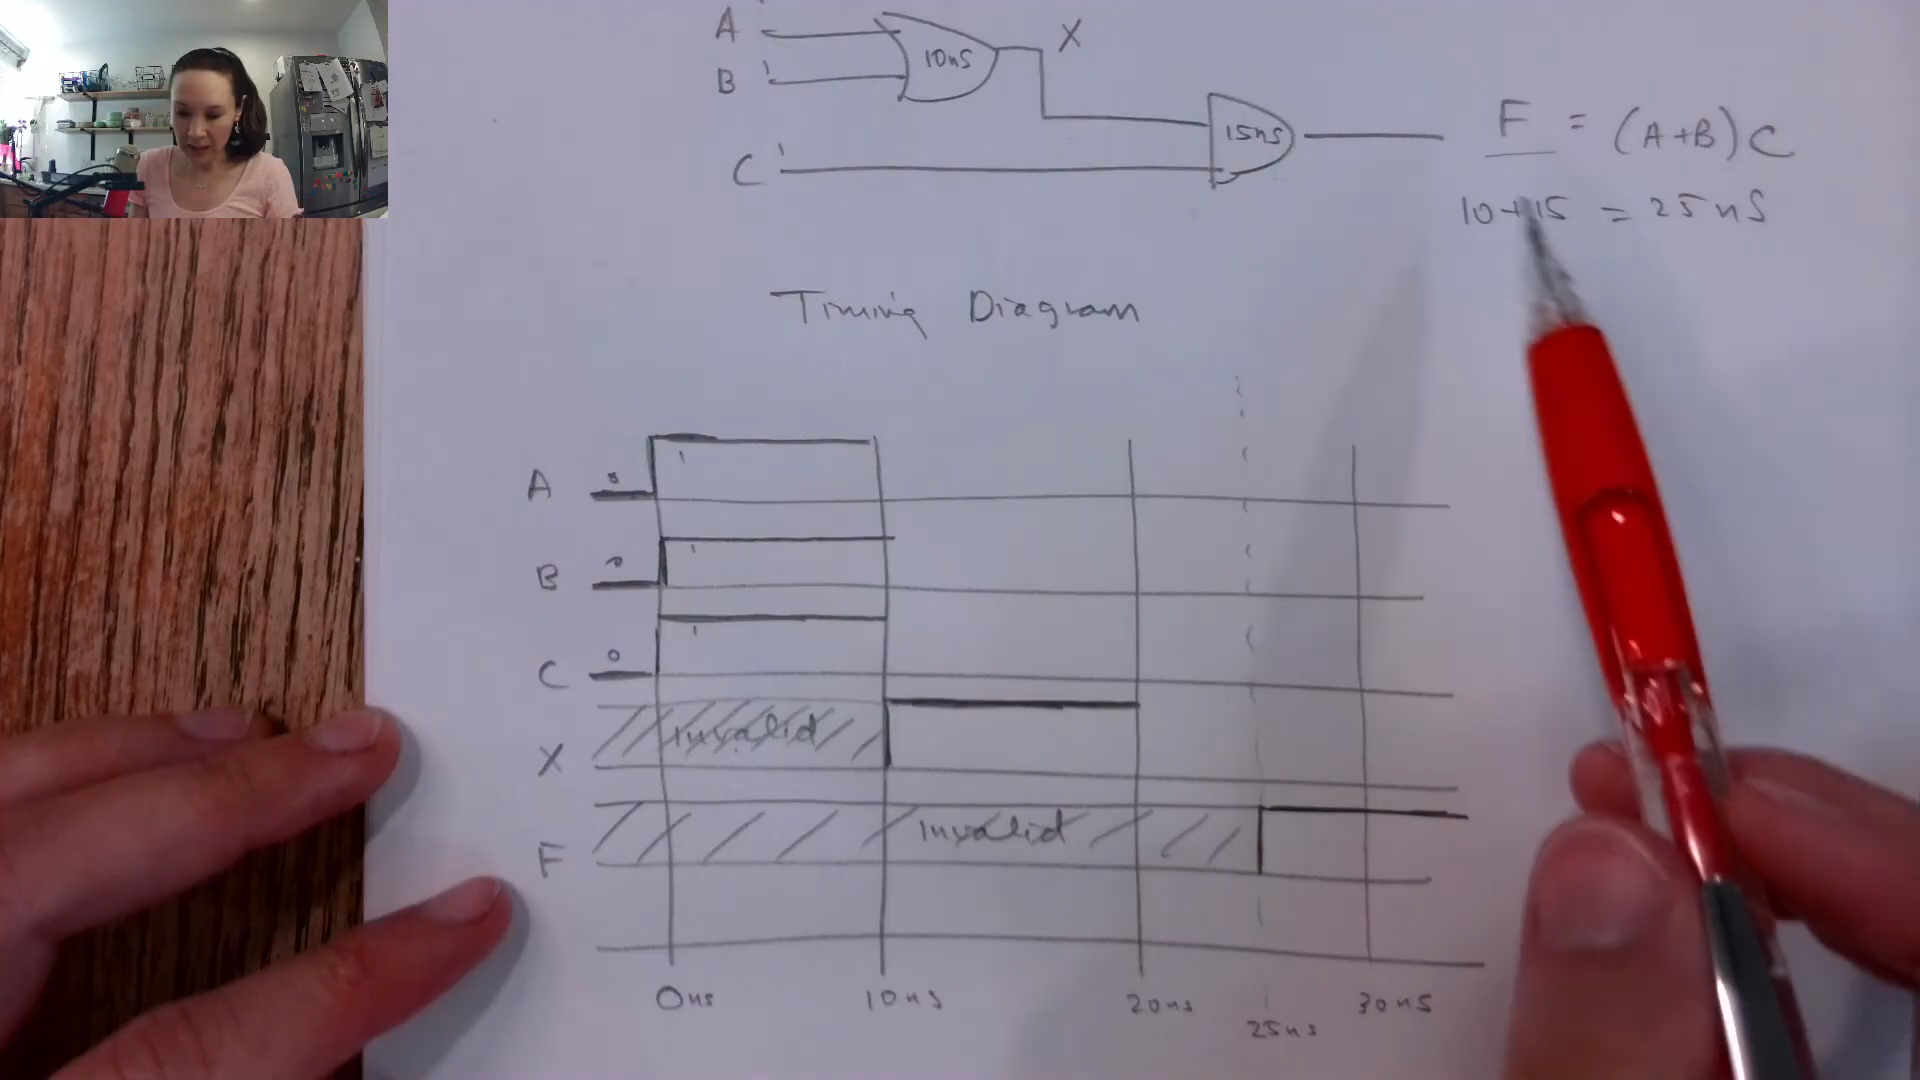 A
B
C
10nS
X
15nS
F = (A+B)C
10+15 = 25nS
Timing Diagram
A 0 1
B 0 1
C 0 1
X Invalid
F Invalid
0ns 10nS 20nS 30nS
25ns